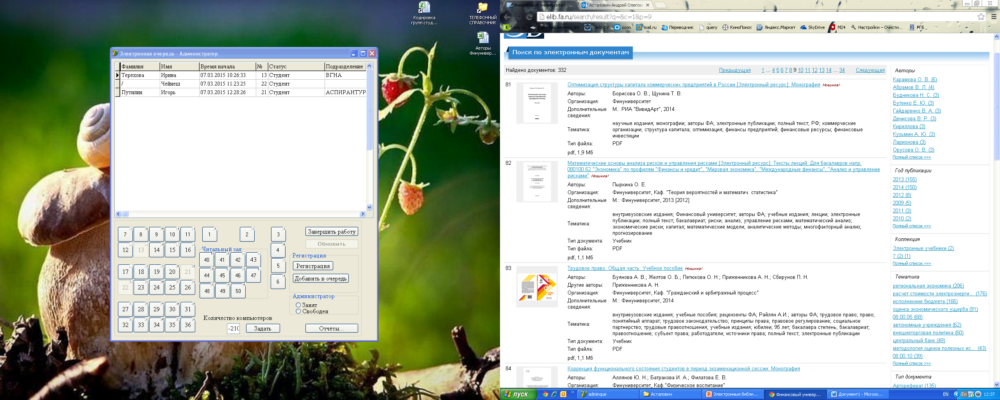 Кодировка
групп студ...
ТЕЛЕФОННЫЙ
СПРАВОЧНИК
Авторы
Финунивер...
Электронная очередь - Администратор
Фамилия Имя Время начала № Статус Подразделение
Терехова Ирина 07.03.2015 10:26:33 13 Студент ВГНА
/ Чейнеш 07.03.2015 11:23:25 22 Студент
Путилин Игорь 07.03.2015 12:28:26 21 Студент АСПИРАНТУР
7 8 9 10 11 1 2 3
12 13 14 15 16 4
Читальный зал
40 41 42 43 5
17 18 19 20 21 44 45 46 47 6
22 23 24 25 26 48 49 50
27 28 29 30 31
32 33 34 35 36
Завершить работу
Обновить
Регистрация
Регистрация
Добавить в очередь
Администратор
Занят
Свободен
Количество компьютеров
-210 Задать Отчёты...
Финансовый университет Астапович Андрей Олегови
elib.fa.ru/search/result?q=&c=1&p=9
book.ru Сайт библиотеки ФУ Сайт ФУ ozon mail.ru Переводчик query КиноПоиск Яндекс.Маркет SkyDrive М24 Настройки – Очисти... РГБ
Поиск по электронным документам
Найдено документов: 332 Предыдущая 1 ... 4 5 6 7 8 9 10 11 12 13 14 ... 34 Следующая
81 Оптимизация структуры капитала коммерческих предприятий в России [Электронный ресурс]: Монография Новинка!
Авторы: Борисова О. В.; Щукина Т. В.
Организация: Финуниверситет
Дополнительные сведения: М.: РИА "ВивидАрт", 2014
Тематика: научные издания; монографии; авторы ФА; электронные публикации; полный текст; РФ; коммерческие
организации; структура капитала; оптимизация; финансы предприятий; финансовые ресурсы; финансовые
инвестиции
Тип файла: PDF
pdf, 1,9 Мб
82 Математические основы анализа рисков и управления рисками [Электронный ресурс]: Тексты лекций. Для бакалавров напр.
080100.62 "Экономика" по профилям "Финансы и кредит", "Мировая экономика", "Международные финансы", "Анализ и управление
рисками" Новинка!
Авторы: Пыркина О. Е.
Организация: Финуниверситет, Каф. "Теория вероятностей и математич. статистика"
Дополнительные сведения: М.: Финуниверситет, 2013 [2012]
Тематика: внутривузовские издания; Финансовый университет; авторы ФА; учебные издания; лекции; электронные
публикации; полный текст; бакалавриат; риски; анализ; управление рисками; математический анализ;
экономические риски; капитал; математические модели; аналитические методы; многофакторный анализ;
прогнозирование
Тип документа: Учебник
Тип файла: PDF
pdf, 1,1 Мб
83 Трудовое право. Общая часть: Учебное пособие Новинка!
Авторы: Буянова А. В.; Желтов О. Б.; Петюкова О. Н.; Приженникова А. Н.; Сбирунов П. Н.
Другие авторы: Приженникова А. Н.
Организация: Финуниверситет, Каф. "Гражданский и арбитражный процесс"
Дополнительные сведения: М.: Финуниверситет, 2014
Тематика: внутривузовские издания; учебные пособия; рецензенты ФА; Райлян А.И.; авторы ФА; трудовое право; право;
понятийный аппарат; трудовое законодательство; принципы права; правовое регулирование; социальное
партнерство; трудовые правоотношения; учебные издания; юбилеи; 95 лет; бакалавра степень; бакалавриат;
правоотношение; субъект права; работодатели; источники права; полный текст; электронные публикации
Тип документа: Учебник
Тип файла: PDF
pdf, 1,1 Мб
84 Коррекция функционального состояния студентов в период экзаменационной сессии: Монография
Авторы: Аллянов Ю. Н.; Батракова И. А.; Филатова Е. В.
Организация: Финуниверситет, Каф."Физическое воспитание"
Авторы
Карамова О. В. (6)
Абрамов В. Л. (4)
Будникова Н. С. (3)
Бутенко Е. Ю. (3)
Гайдаренко В. А. (3)
Денисова В. Р. (3)
Кириллова (3)
Кузьмин А. Ю. (3)
Ларионова (3)
Орусова О. В. (3)
Полный список >>>
Год публикации
2013 (155)
2014 (150)
2012 (8)
2009 (5)
2011 (3)
2010 (2)
Полный список >>>
Коллекция
Электронные учебники (2)
? (2) (1)
Полный список >>>
Тематика
региональная экономика (206)
расчет стоимости электроэнерги... (176)
исполнекние бюджета (166)
оценка экономического ущерба (91)
08.00.05 (68)
автономные учреждения (62)
внешнеторговая политика (60)
центральный банк (49)
методология оценки полезных ис... (43)
08.00.10 (39)
Полный список >>>
Тип документа
Автореферат (135)
пуск adminque Астапович Электронныя библи... Финансовый универ... Документ1 - Microso... EN En 12:37